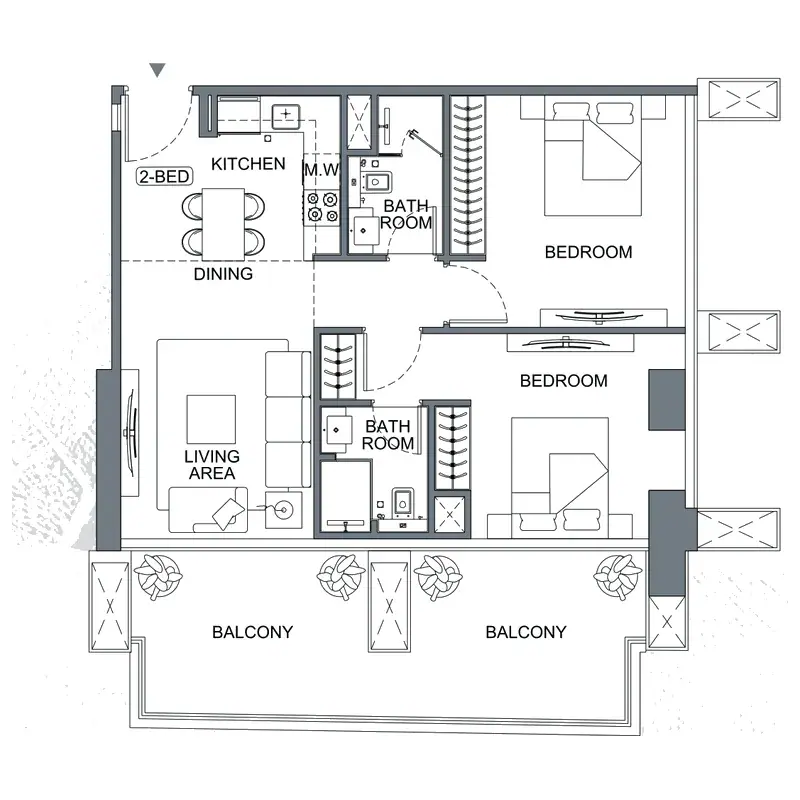 KITCHEN
M.W
2-BED
BATH
ROOM
BEDROOM
DINING
BEDROOM
BATH
ROOM
LIVING
AREA
BALCONY
BALCONY